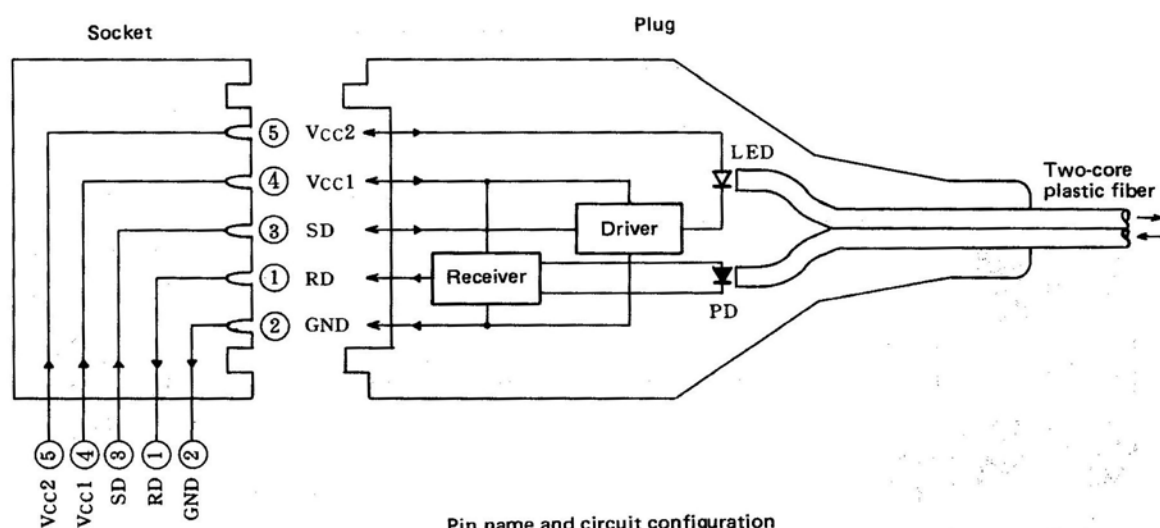 Socket
Plug
⑤ VCC2
LED
④ VCC1
Two-core
plastic fiber
③ SD
Driver
① RD
Receiver
PD
② GND
VCC2 ⑤
VCC1 ④
SD ③
RD ①
GND ②
Pin name and circuit configuration